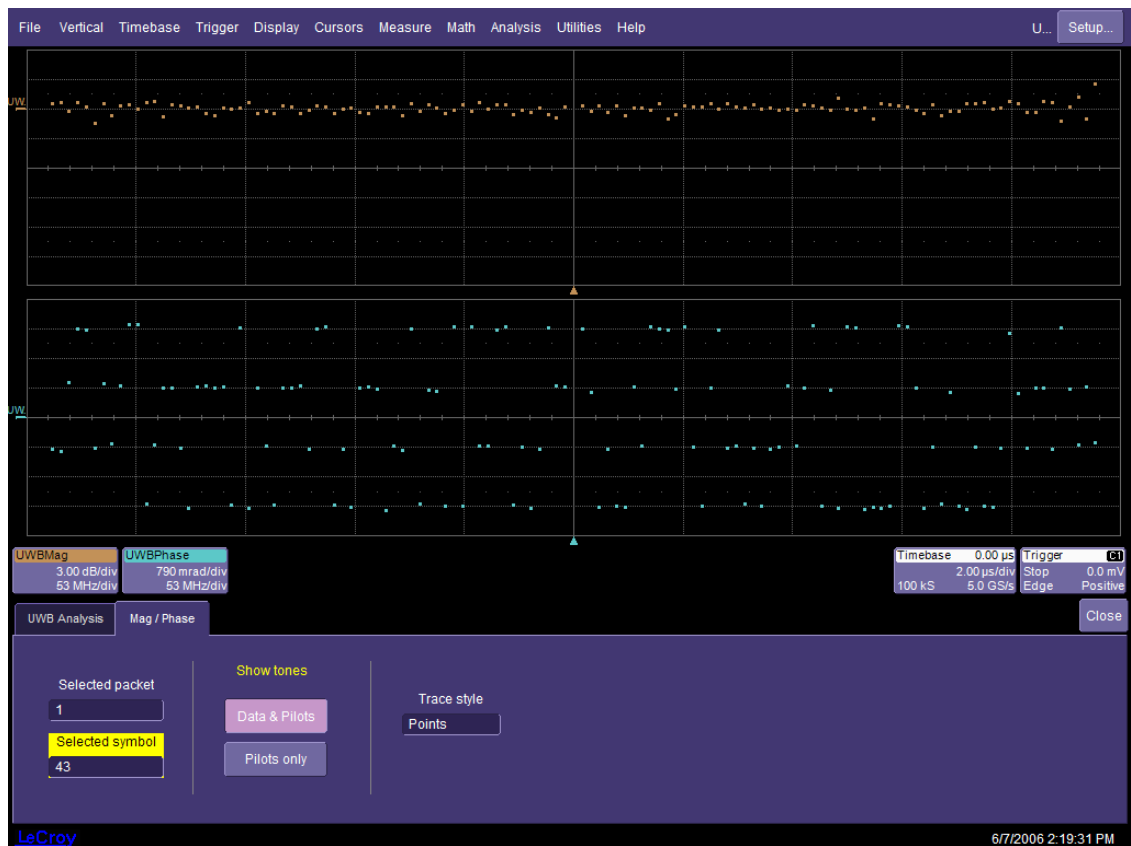 File Vertical Timebase Trigger Display Cursors Measure Math Analysis Utilities Help U... Setup...
UW
UW
UWBMag
3.00 dB/div
53 MHz/div
UWBPhase
790 mrad/div
53 MHz/div
Timebase 0.00 µs
2.00 µs/div
100 kS 5.0 GS/s
Trigger C1
Stop 0.0 mV
Edge Positive
UWB Analysis Mag / Phase Close
Selected packet
1
Selected symbol
43
Show tones
Data & Pilots
Pilots only
Trace style
Points
LeCroy 6/7/2006 2:19:31 PM